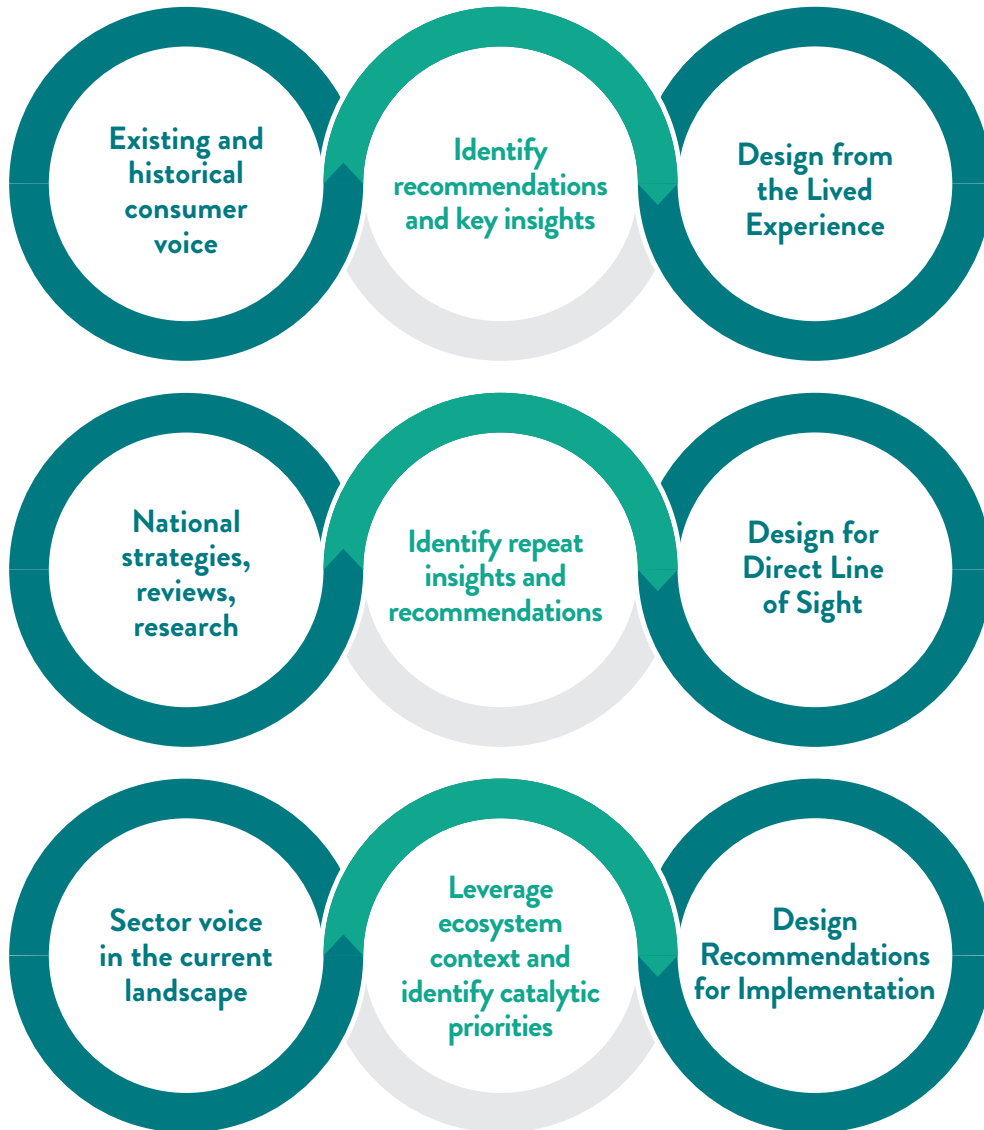 Existing and
historical
consumer
voice
Identify
recommendations
and key insights
Design from
the Lived
Experience
National
strategies,
reviews,
research
Identify repeat
insights and
recommendations
Design for
Direct Line
of Sight
Sector voice
in the current
landscape
Leverage
ecosystem
context and
identify catalytic
priorities
Design
Recommendations
for Implementation